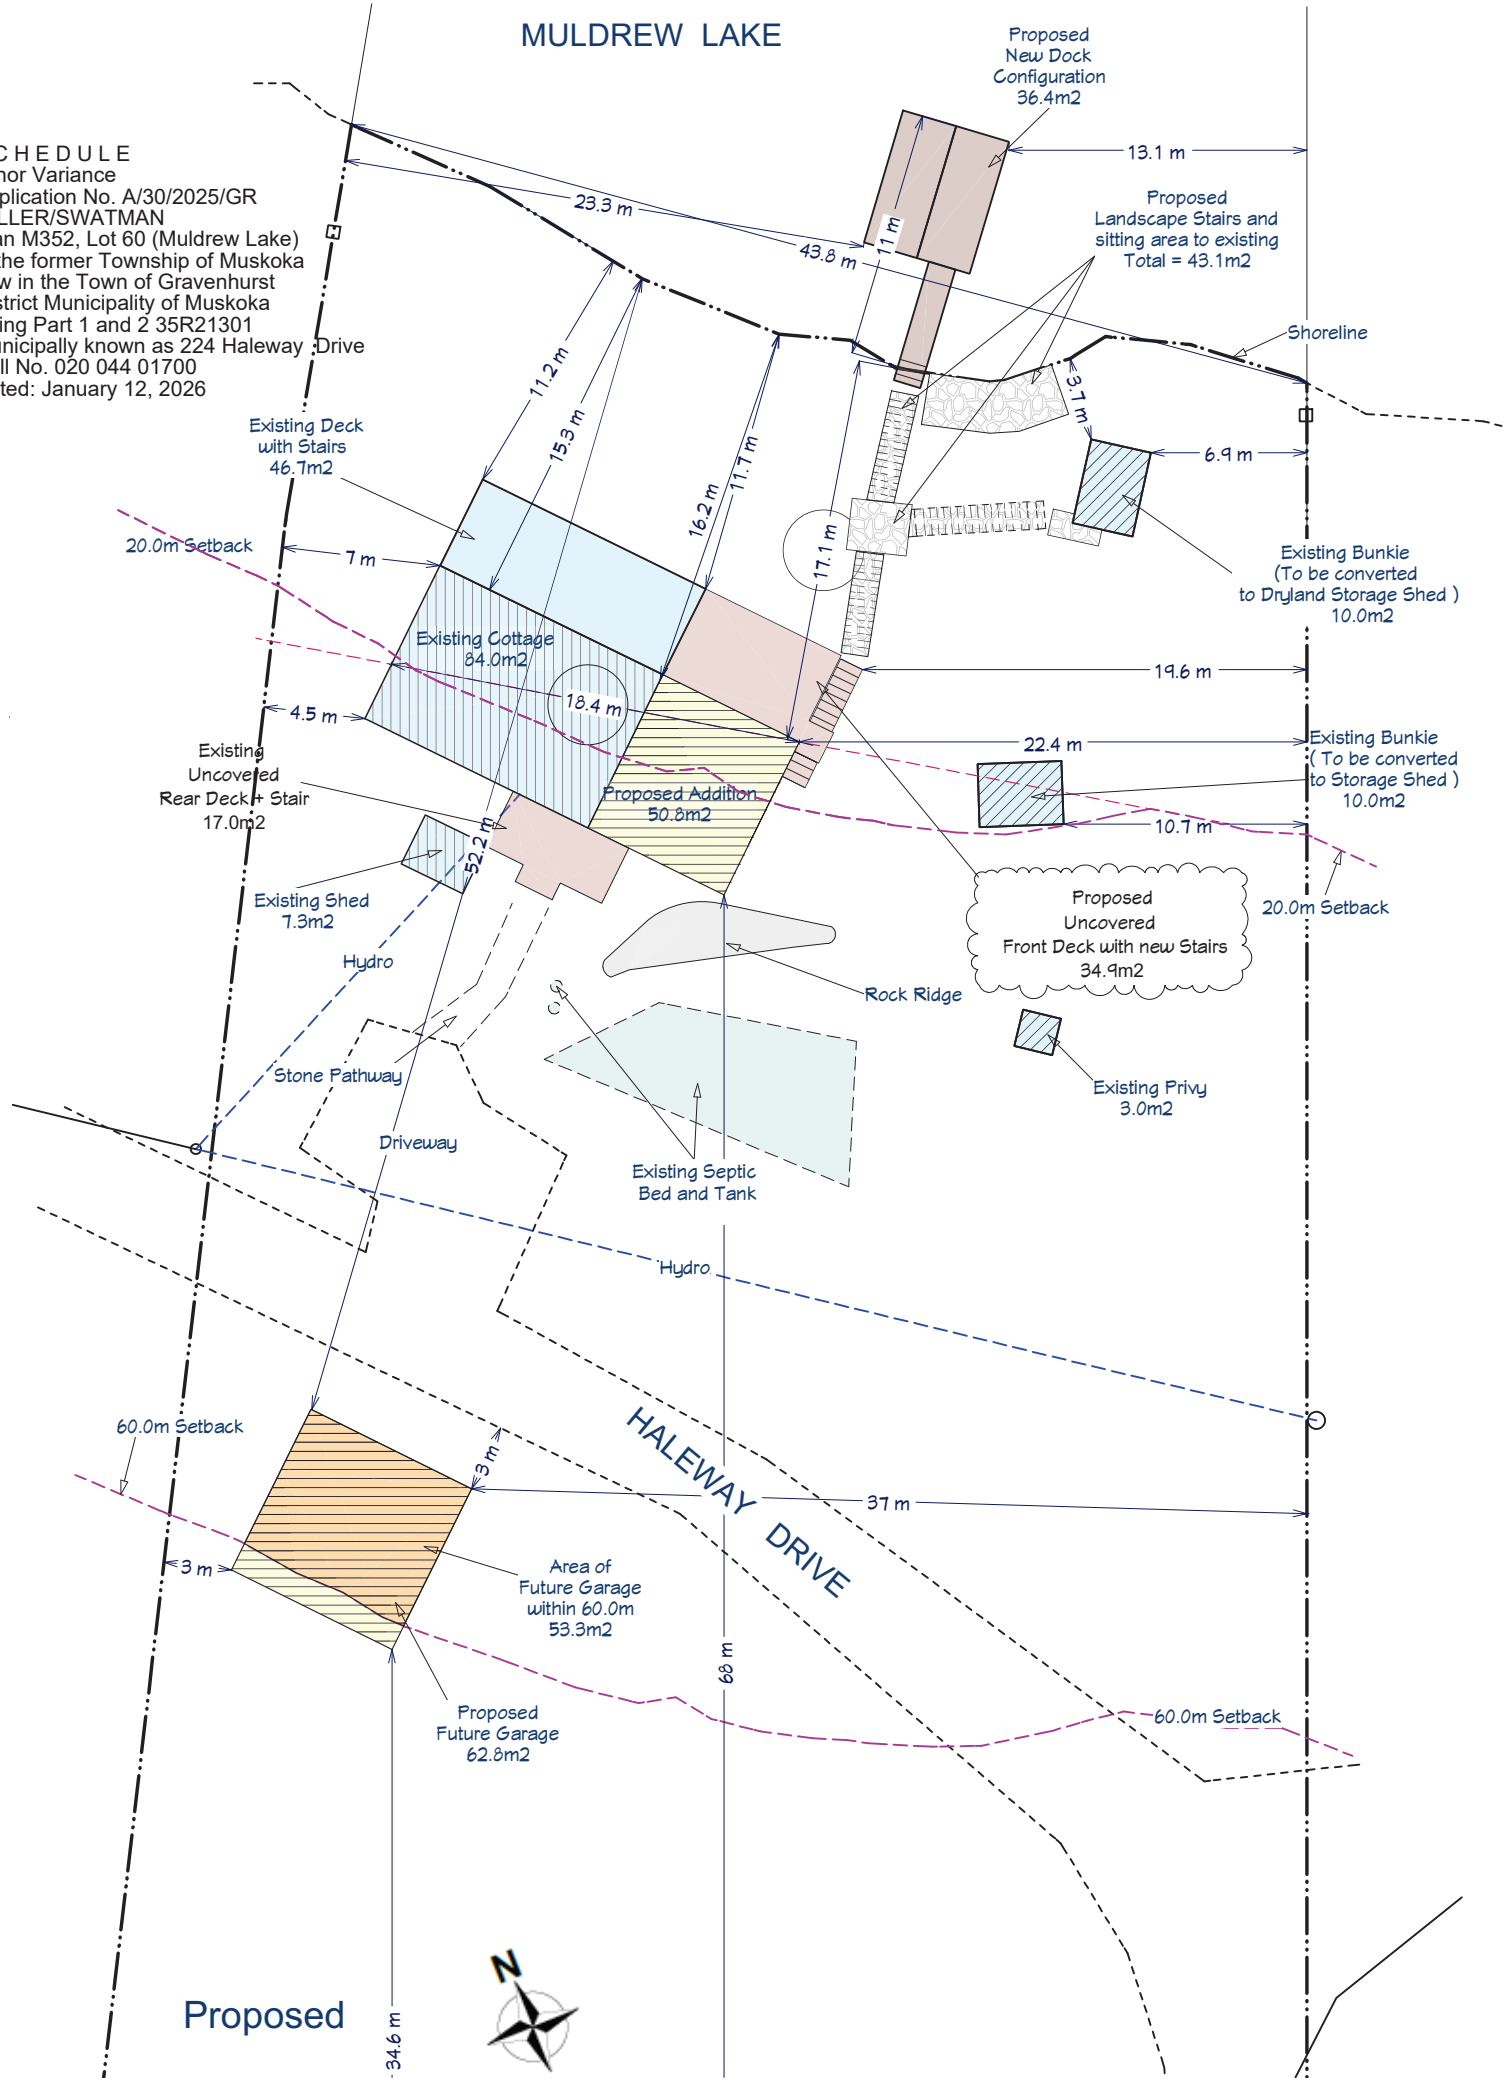 MULDREW LAKE
Proposed
New Dock
Configuration
36.4m2
13.1 m
CHEDULE
nor Variance
plication No. A/30/2025/GR
LLER/SWATMAN
an M352, Lot 60 (Muldrew Lake)
the former Township of Muskoka
w in the Town of Gravenhurst
strict Municipality of Muskoka
ing Part 1 and 2 35R21301
unicipally known as 224 Haleway Drive
ll No. 020 044 01700
ted: January 12, 2026
23.3 m
43.8 m
11 m
Proposed
Landscape Stairs and
sitting area to existing
Total = 43.1m2
Shoreline
11.2 m
15.3 m
16.2 m
11.7 m
17.1 m
3.7 m
6.9 m
Existing Deck
with Stairs
46.7m2
20.0m Setback
7 m
Existing Bunkie
(To be converted
to Dryland Storage Shed )
10.0m2
Existing Cottage
84.0m2
18.4 m
19.6 m
4.5 m
22.4 m
Existing Bunkie
( To be converted
to Storage Shed )
10.0m2
10.7 m
Existing
Uncovered
Rear Deck + Stair
17.0m2
Proposed Addition
50.8m2
52.2 m
Existing Shed
7.3m2
Proposed
Uncovered
Front Deck with new Stairs
34.9m2
20.0m Setback
Hydro
Rock Ridge
Stone Pathway
Existing Privy
3.0m2
Driveway
Existing Septic
Bed and Tank
Hydro
60.0m Setback
3 m
HALEWAY DRIVE
37 m
3 m
Area of
Future Garage
within 60.0m
53.3m2
68 m
Proposed
Future Garage
62.8m2
60.0m Setback
N
Proposed
34.6 m